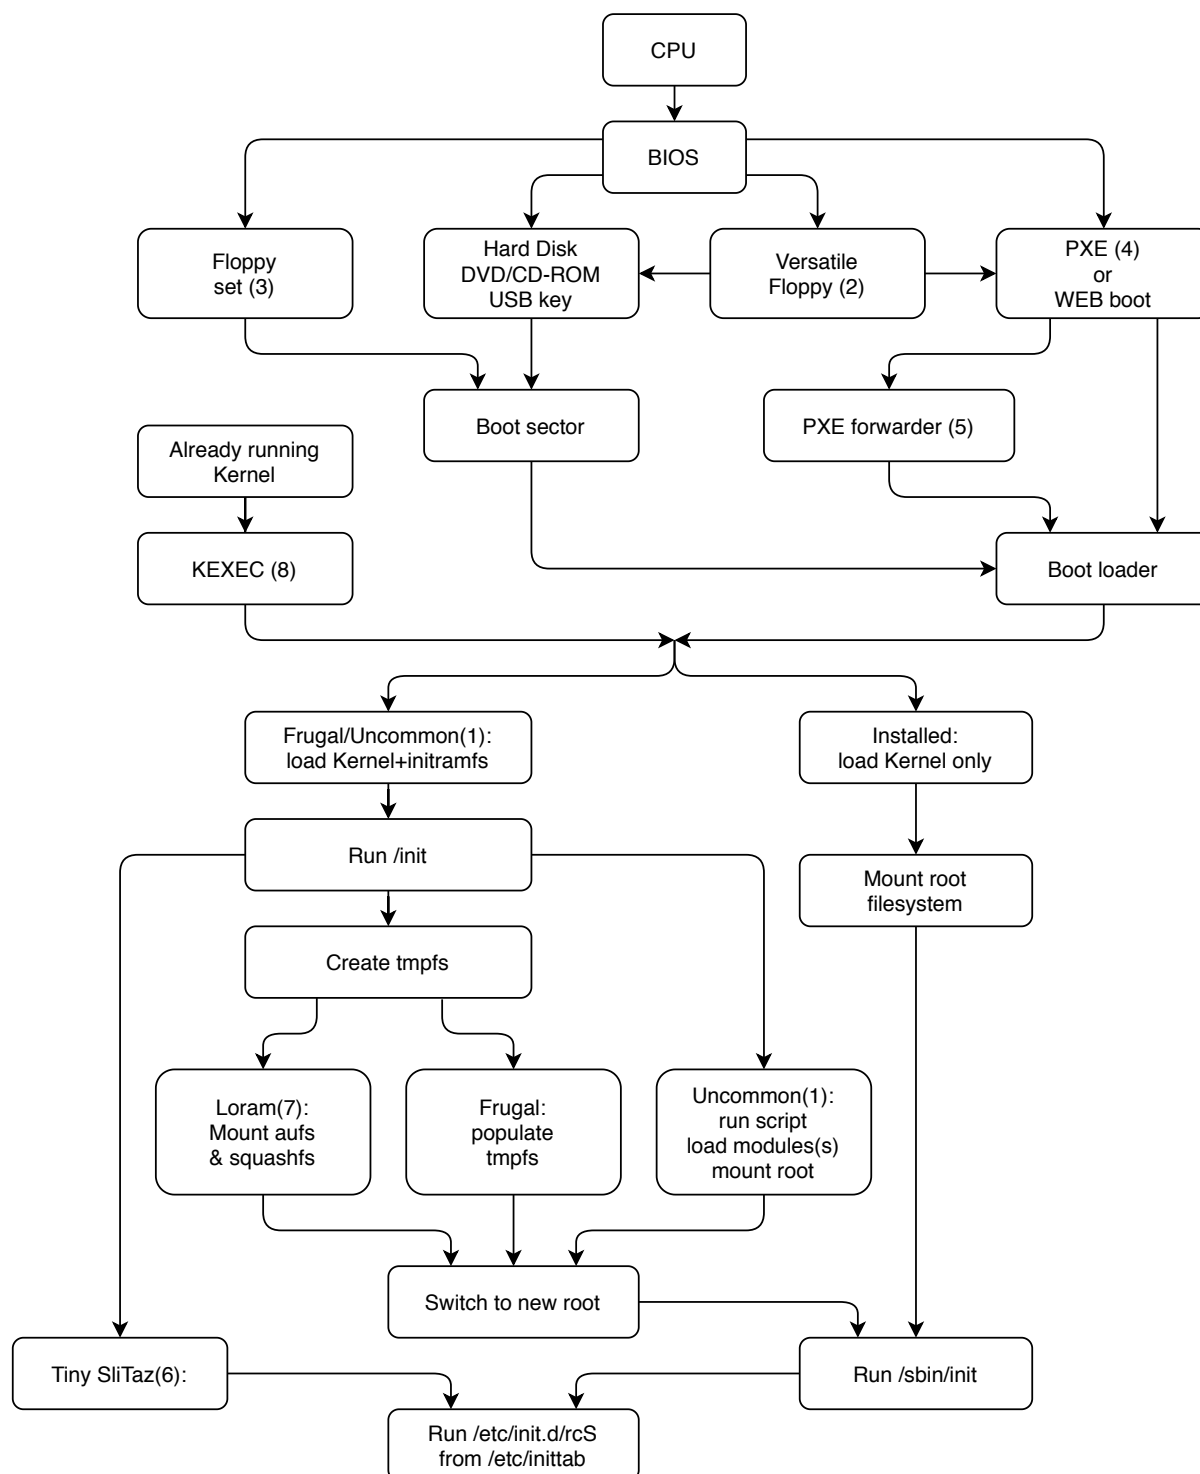 CPU
BIOS
Floppy
set (3)
Hard Disk
DVD/CD-ROM
USB key
Versatile
Floppy (2)
PXE (4)
or
WEB boot
Boot sector
PXE forwarder (5)
Already running
Kernel
KEXEC (8)
Boot loader
Frugal/Uncommon(1):
load Kernel+initramfs
Installed:
load Kernel only
Run /init
Mount root
filesystem
Create tmpfs
Loram(7):
Mount aufs
& squashfs
Frugal:
populate
tmpfs
Uncommon(1):
run script
load modules(s)
mount root
Switch to new root
Tiny SliTaz(6):
Run /sbin/init
Run /etc/init.d/rcS
from /etc/inittab